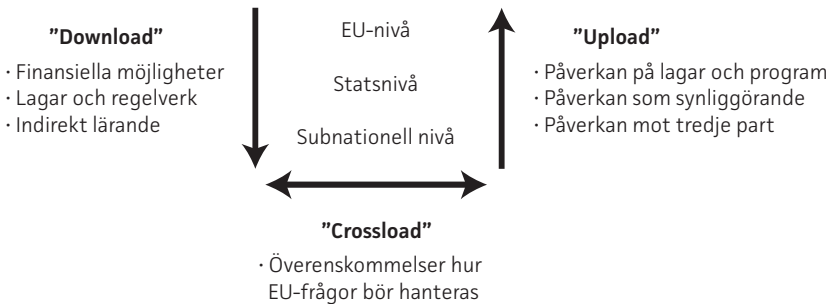 ”Download”
· Finansiella möjligheter
· Lagar och regelverk
· Indirekt lärande
EU-nivå
Statsnivå
Subnationell nivå
”Upload”
· Påverkan på lagar och program
· Påverkan som synliggörande
· Påverkan mot tredje part
”Crossload”
· Överenskommelser hur
EU-frågor bör hanteras